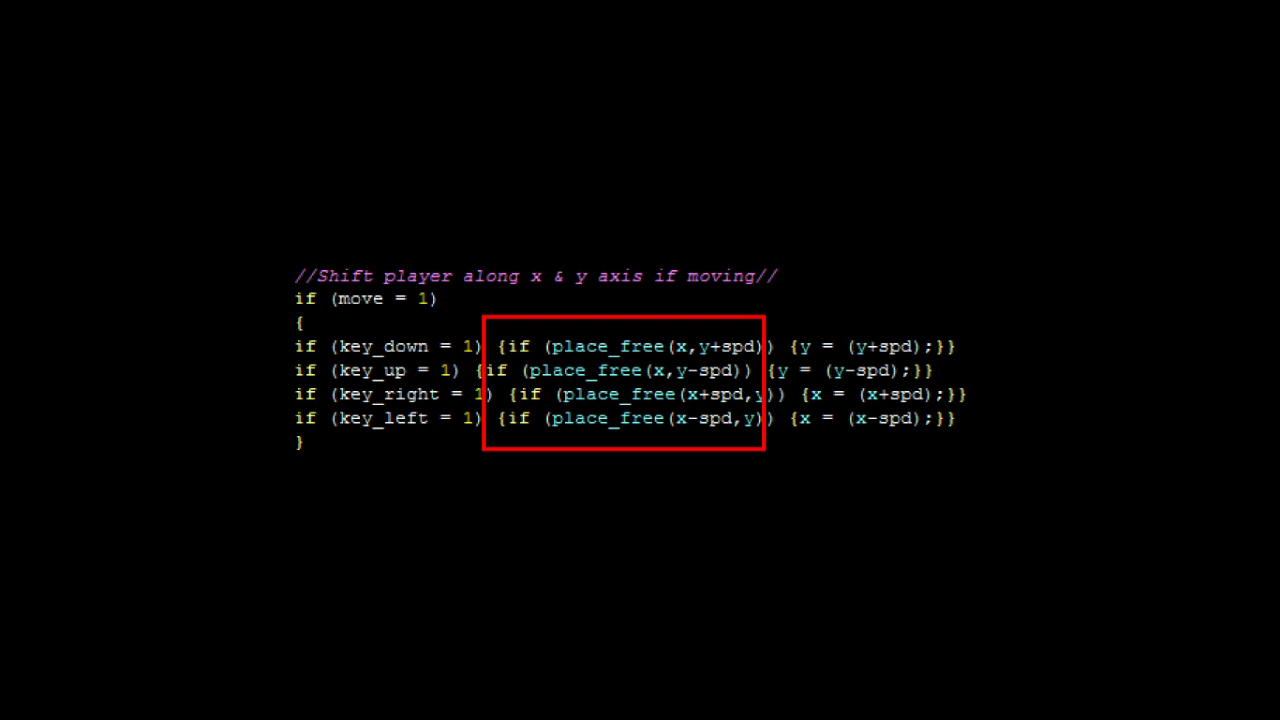 //Shift player along x & y axis if moving//
if (move = 1)
{
if (key_down = 1) {if (place_free(x,y+spd)) {y = (y+spd);}}
if (key_up = 1) {if (place_free(x,y-spd)) {y = (y-spd);}}
if (key_right = 1) {if (place_free(x+spd,y)) {x = (x+spd);}}
if (key_left = 1) {if (place_free(x-spd,y)) {x = (x-spd);}}
}